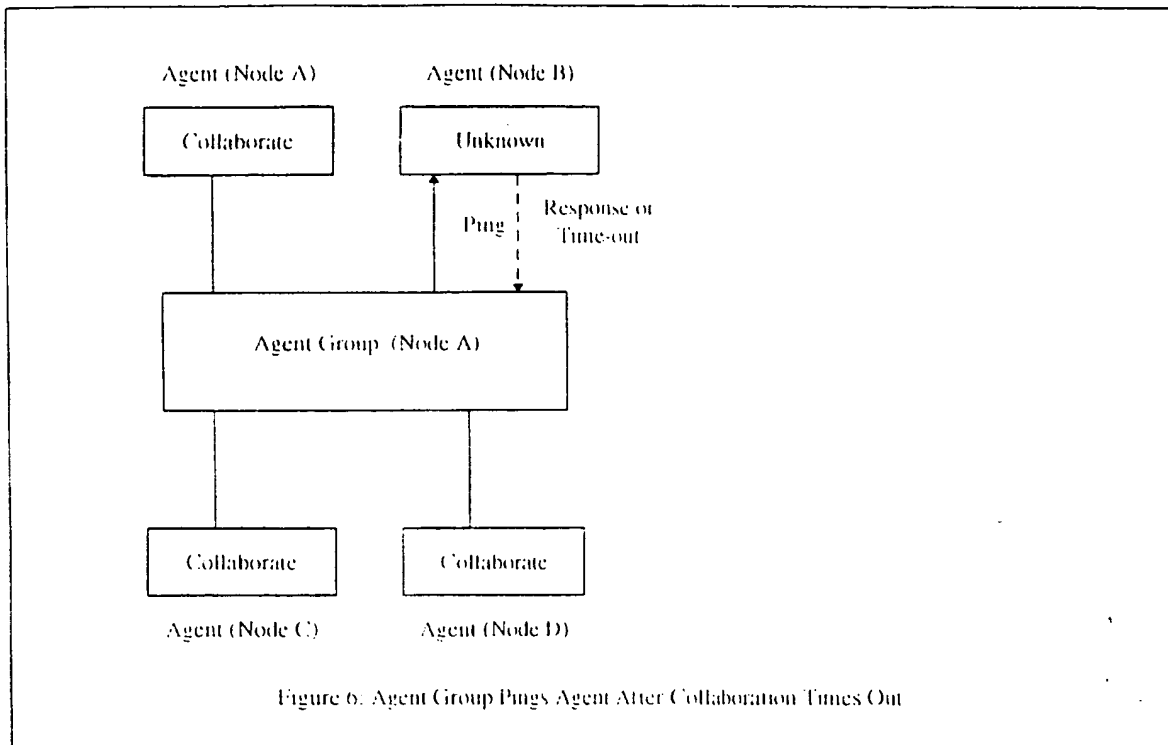 Agent (Node A)
Agent (Node B)
Collaborate
Unknown
Ping
Response or
Time-out
Agent Group (Node A)
Collaborate
Collaborate
Agent (Node C)
Agent (Node D)
Figure 6: Agent Group Pings Agent After Collaboration Times Out